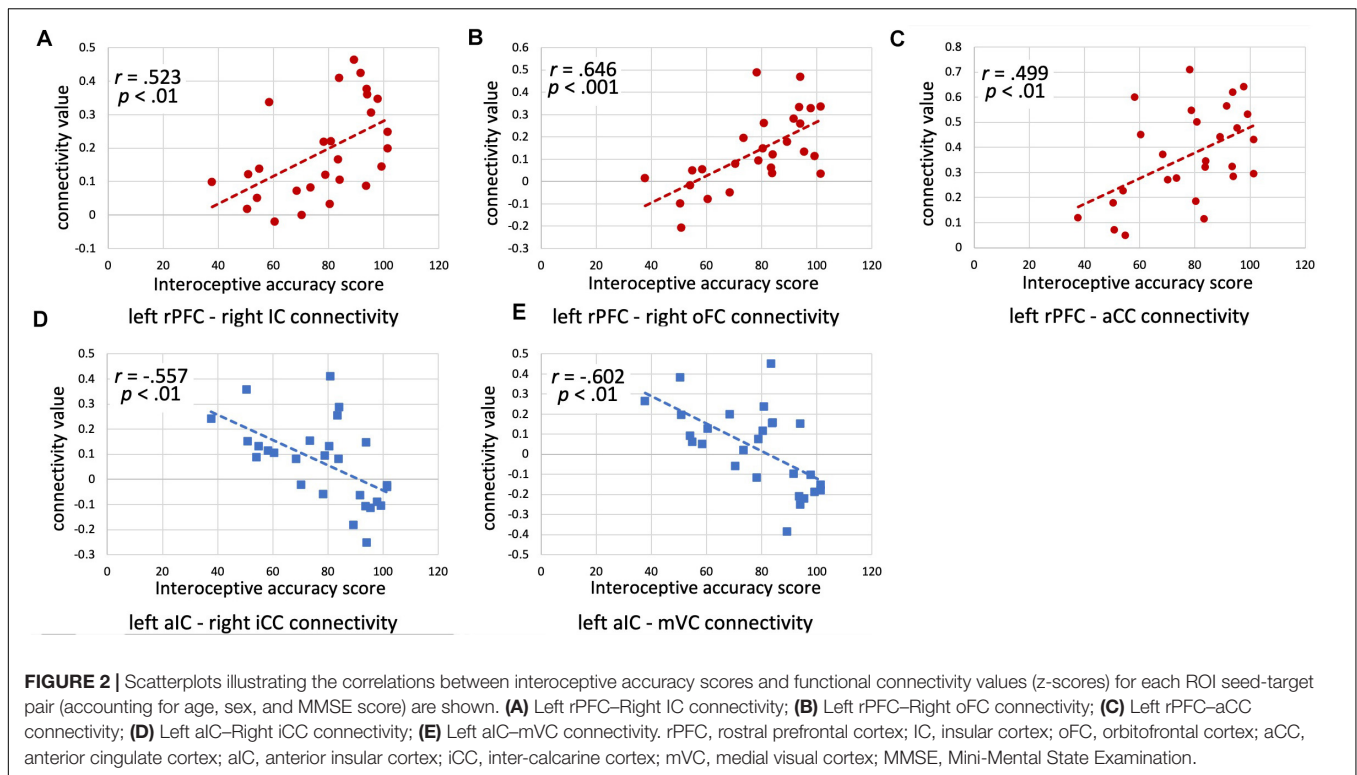 A
0.5
0.4
0.3
0.2
0.1
0
-0.1
connectivity value
r = .523
p < .01
0 20 40 60 80 100 120
Interoceptive accuracy score
left rPFC - right IC connectivity
B
0.6
0.5
0.4
0.3
0.2
0.1
0
-0.1
-0.2
-0.3
connectivity value
r = .646
p < .001
0 20 40 60 80 100 120
Interoceptive accuracy score
left rPFC - right oFC connectivity
C
0.8
0.7
0.6
0.5
0.4
0.3
0.2
0.1
0
connectivity value
r = .499
p < .01
0 20 40 60 80 100 120
Interoceptive accuracy score
left rPFC - aCC connectivity
D
0.5
0.4
0.3
0.2
0.1
0
-0.1
-0.2
-0.3
connectivity value
r = -.557
p < .01
0 20 40 60 80 100 120
Interoceptive accuracy score
left aIC - right iCC connectivity
E
0.5
0.4
0.3
0.2
0.1
0
-0.1
-0.2
-0.3
-0.4
-0.5
connectivity value
r = -.602
p < .01
0 20 40 60 80 100 120
Interoceptive accuracy score
left aIC - mVC connectivity
FIGURE 2 | Scatterplots illustrating the correlations between interoceptive accuracy scores and functional connectivity values (z-scores) for each ROI seed-target
pair (accounting for age, sex, and MMSE score) are shown. (A) Left rPFC–Right IC connectivity; (B) Left rPFC–Right oFC connectivity; (C) Left rPFC–aCC
connectivity; (D) Left aIC–Right iCC connectivity; (E) Left aIC–mVC connectivity. rPFC, rostral prefrontal cortex; IC, insular cortex; oFC, orbitofrontal cortex; aCC,
anterior cingulate cortex; aIC, anterior insular cortex; iCC, inter-calcarine cortex; mVC, medial visual cortex; MMSE, Mini-Mental State Examination.